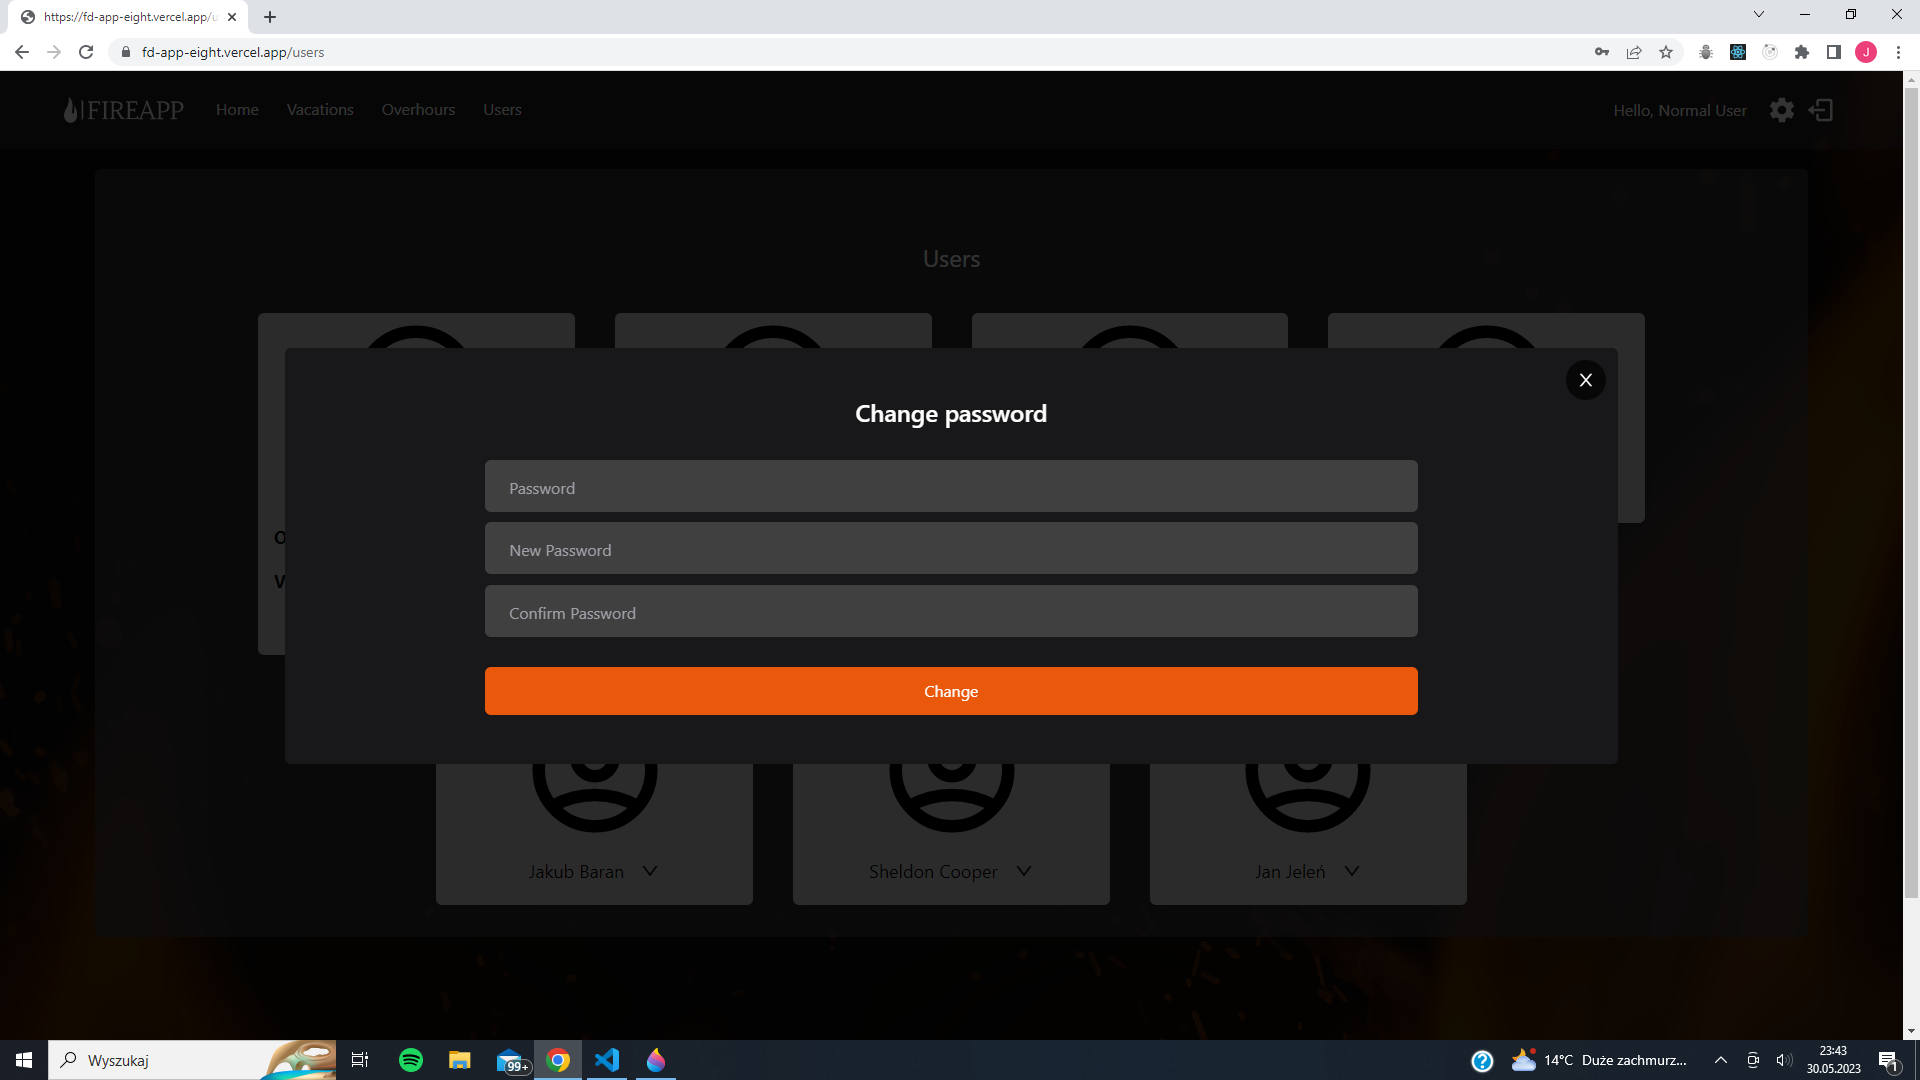 https://fd-app-eight.vercel.app/u
fd-app-eight.vercel.app/users
J
FIREAPP Home Vacations Overhours Users Hello, Normal User
Users
Change password
Password
O
New Password
V
Confirm Password
Change
Jakub Baran Sheldon Cooper Jan Jeleń
Wyszukaj 99+ 14°C Duże zachmurz... 23:43
30.05.2023 1